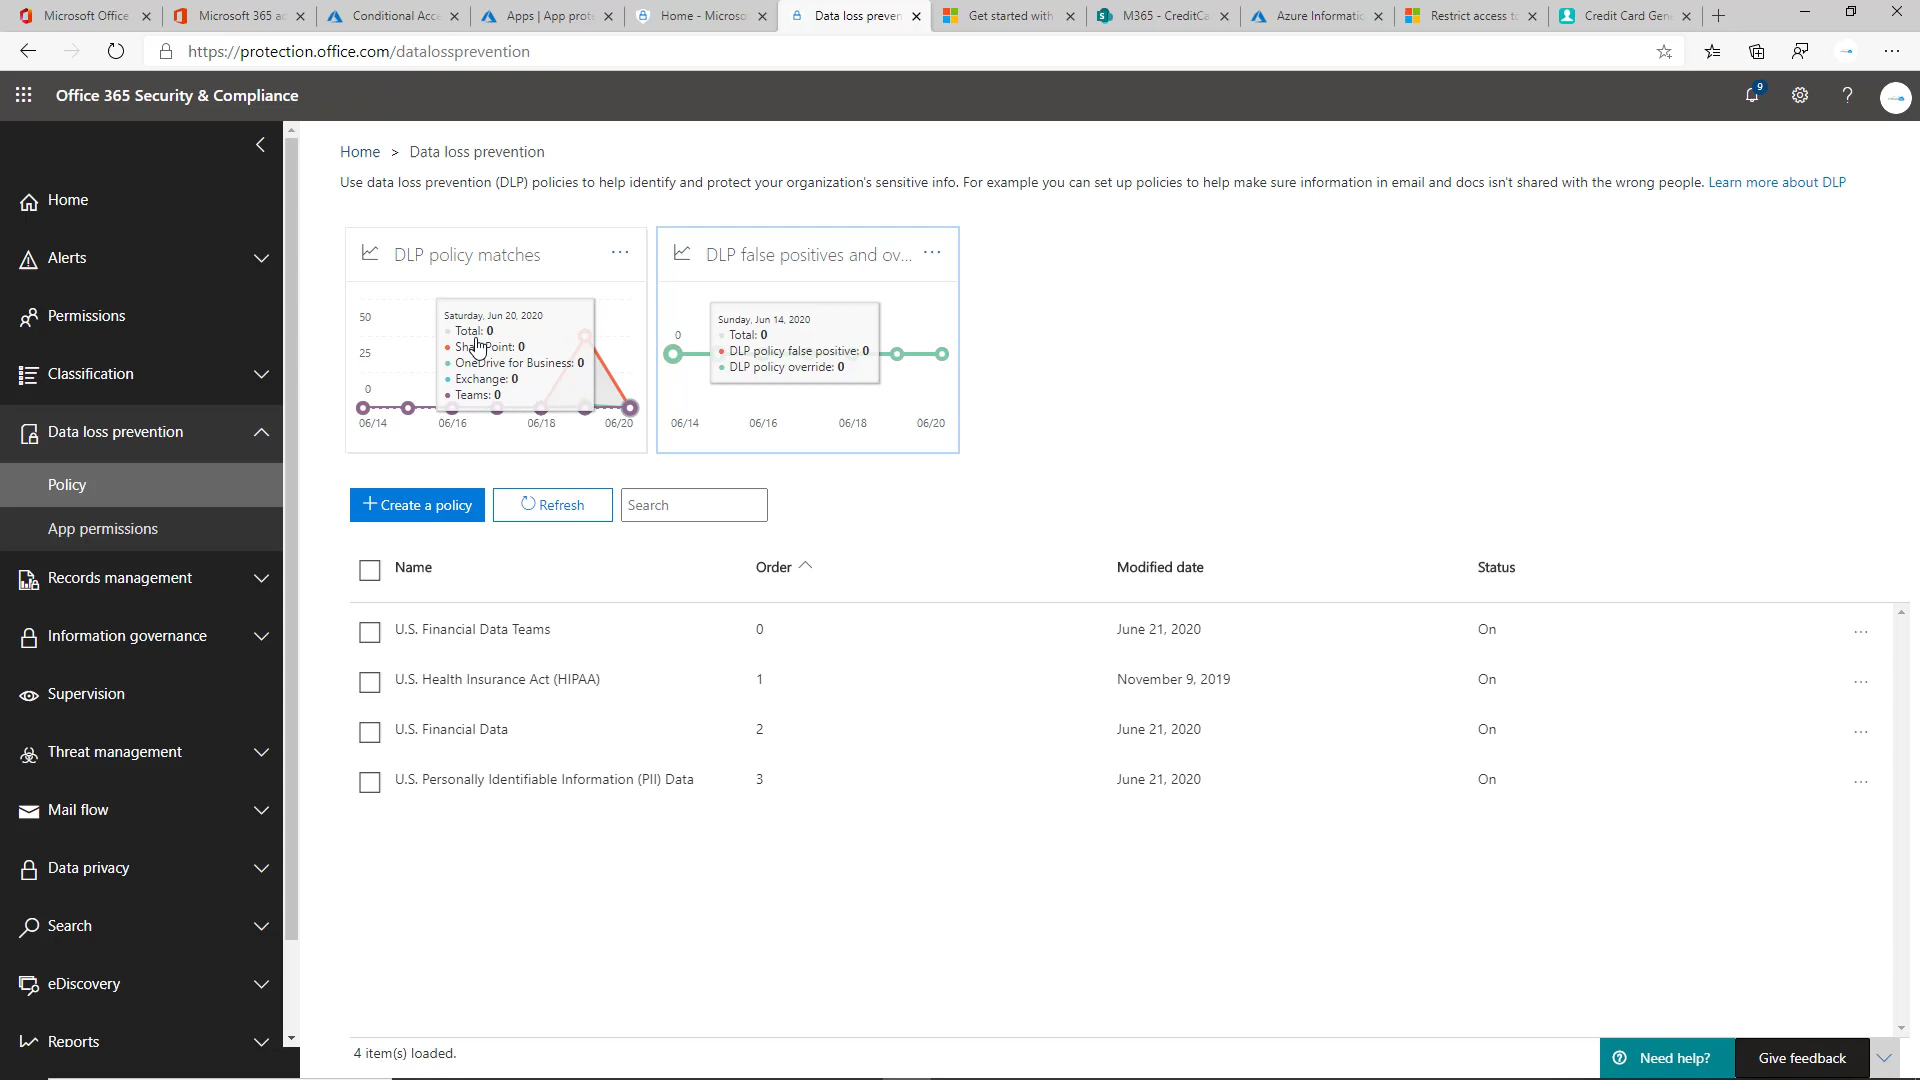 Microsoft Office
Microsoft 365 a
Conditional Acc
Apps | App prot
Home - Microso
Data loss preven
Get started with
M365 - CreditCa
Azure Informati
Restrict access to
Credit Card Gen
https://protection.office.com/datalossprevention
Office 365 Security & Compliance
9
Home > Data loss prevention
Use data loss prevention (DLP) policies to help identify and protect your organization's sensitive info. For example you can set up policies to help make sure information in email and docs isn't shared with the wrong people. Learn more about DLP
Home
Alerts
Permissions
Classification
Data loss prevention
Policy
App permissions
Records management
Information governance
Supervision
Threat management
Mail flow
Data privacy
Search
eDiscovery
Reports
DLP policy matches
50
25
0
Saturday, Jun 20, 2020
Total: 0
SharePoint: 0
OneDrive for Business: 0
Exchange: 0
Teams: 0
06/14 06/16 06/18 06/20
DLP false positives and ov...
0
Sunday, Jun 14, 2020
Total: 0
DLP policy false positive: 0
DLP policy override: 0
06/14 06/16 06/18 06/20
+ Create a policy
Refresh
Search
Name Order Modified date Status
U.S. Financial Data Teams 0 June 21, 2020 On ...
U.S. Health Insurance Act (HIPAA) 1 November 9, 2019 On ...
U.S. Financial Data 2 June 21, 2020 On ...
U.S. Personally Identifiable Information (PII) Data 3 June 21, 2020 On ...
4 item(s) loaded.
Need help?
Give feedback